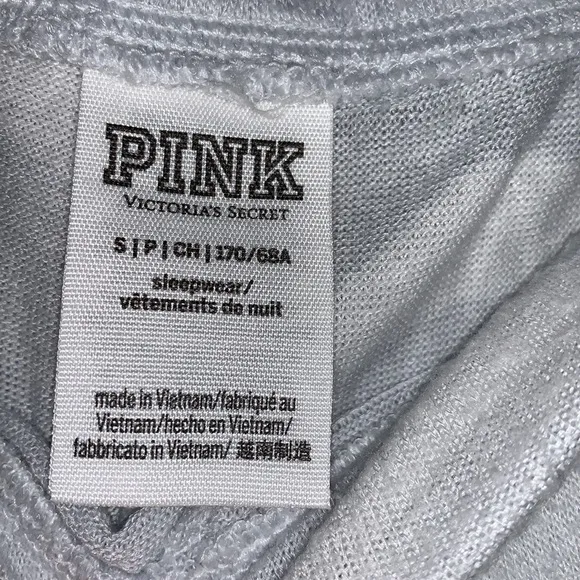 PINK
VICTORIA'S SECRET
S | P | CH | 170/68A
sleepwear/
vêtements de nuit
made in Vietnam/fabriqué au
Vietnam/hecho en Vietnam/
fabbricato in Vietnam/ 越南制造